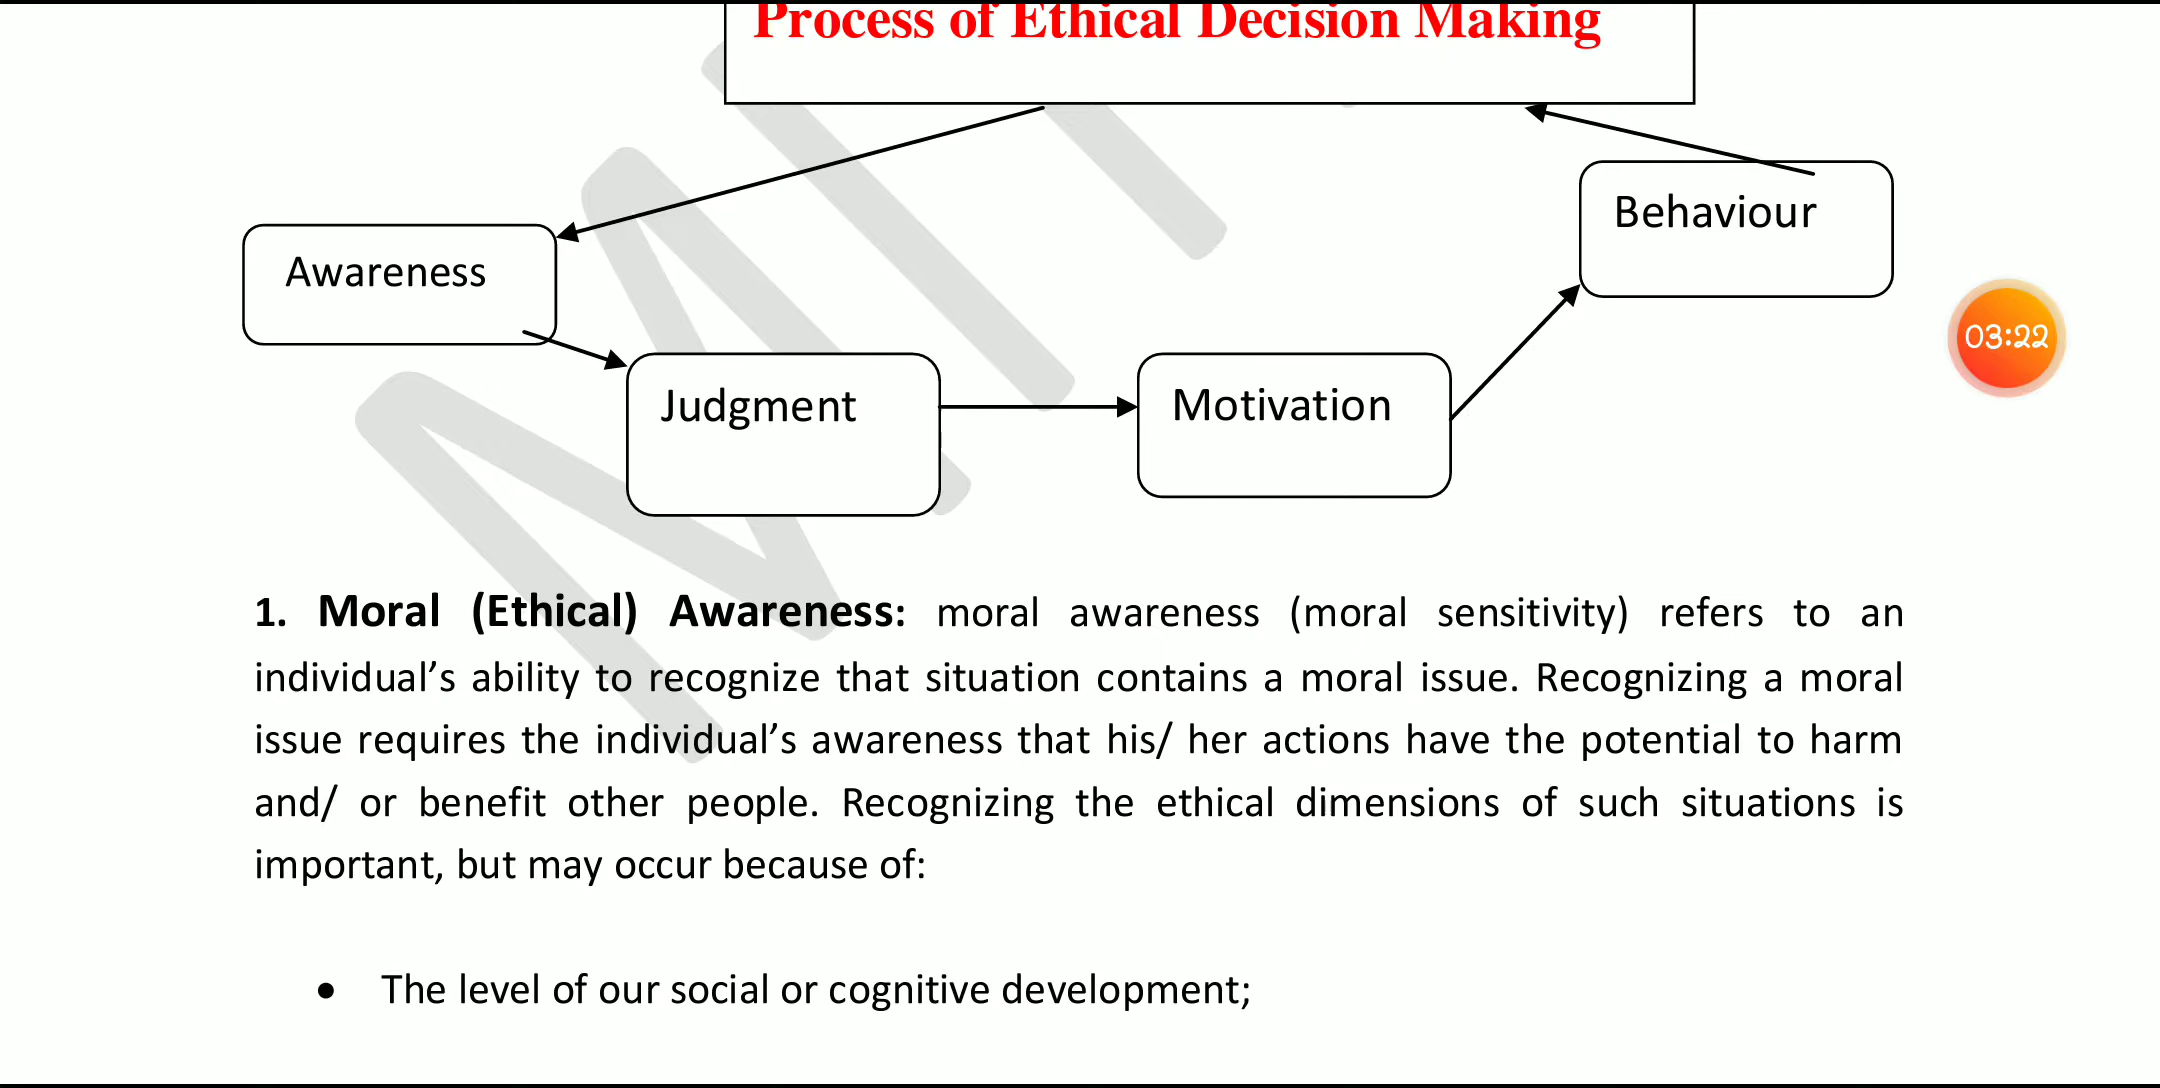 Process of Ethical Decision Making
Behaviour
Awareness
03:22
Judgment
Motivation
1. Moral (Ethical) Awareness: moral awareness (moral sensitivity) refers to an
individual’s ability to recognize that situation contains a moral issue. Recognizing a moral
issue requires the individual’s awareness that his/ her actions have the potential to harm
and/ or benefit other people. Recognizing the ethical dimensions of such situations is
important, but may occur because of:
• The level of our social or cognitive development;